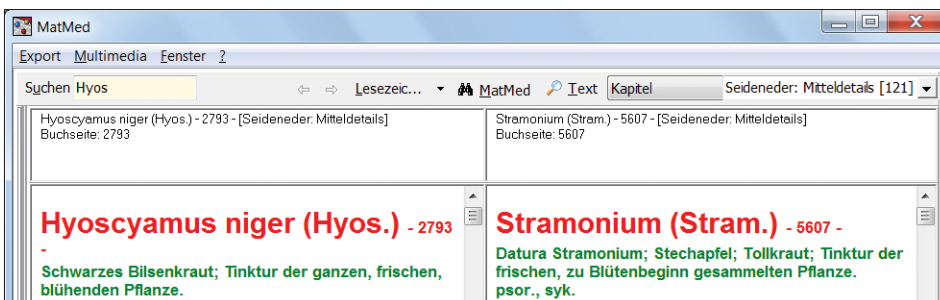 MatMed
Export Multimedia Fenster ?
Suchen Hyos Lesezeic... MatMed Text Kapitel Seideneder: Mitteldetails [121]
Hyoscyamus niger (Hyos.) - 2793 - [Seideneder: Mitteldetails]
Buchseite: 2793
Stramonium (Stram.) - 5607 - [Seideneder: Mitteldetails]
Buchseite: 5607
Hyoscyamus niger (Hyos.) - 2793
-
Schwarzes Bilsenkraut; Tinktur der ganzen, frischen,
blühenden Pflanze.
Stramonium (Stram.) - 5607 -
Datura Stramonium; Stechapfel; Tollkraut; Tinktur der
frischen, zu Blütenbeginn gesammelten Pflanze.
psor., syk.